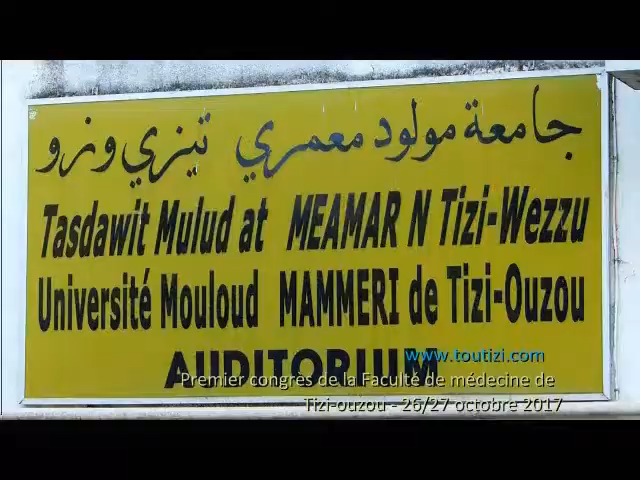 جامعة مولود معمري تيزي وزو
Tasdawit Mulud at MEAMAR N Tizi-Wezzu
Université Mouloud MAMMERI de Tizi-Ouzou
AUDITORIUM
www.toutizi.com
Premier congrès de la Faculté de médecine de
Tizi-ouzou - 26/27 octobre 2017